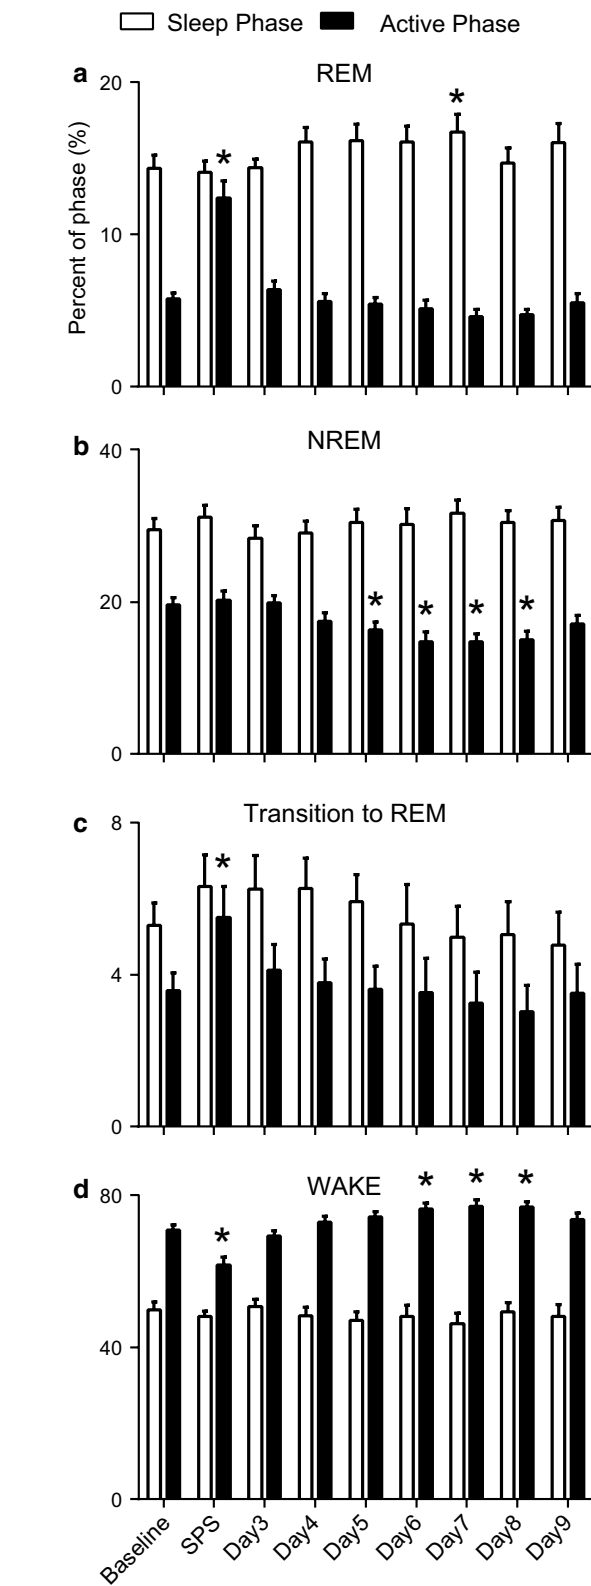 Sleep Phase Active Phase
a REM
20
*
*
10
0
Percent of phase (%)
b NREM
40
20
* * * *
0
c Transition to REM
8
*
4
0
d WAKE
80
* * *
*
40
0
Baseline SPS Day3 Day4 Day5 Day6 Day7 Day8 Day9